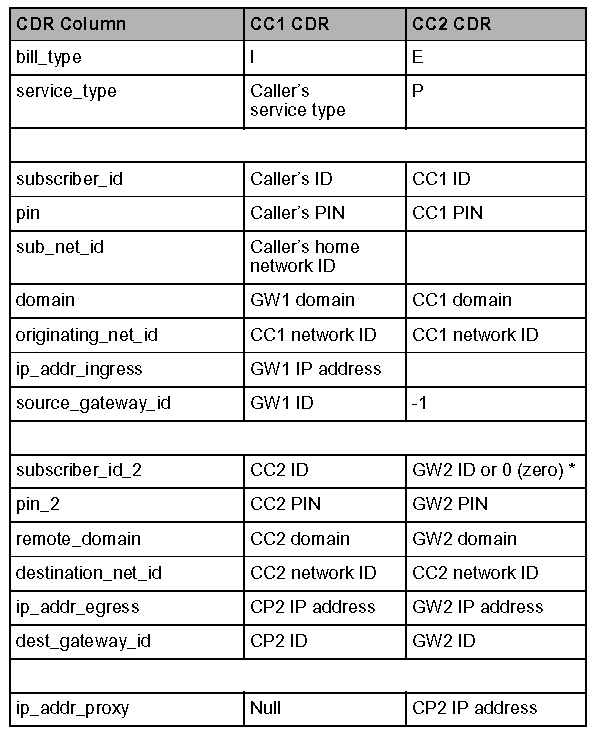 CDR Column CC1 CDR CC2 CDR
bill_type I E
service_type Caller's P
service type
subscriber_id Caller's ID CC1 ID
pin Caller's PIN CC1 PIN
sub_net_id Caller's home
network ID
domain GW1 domain CC1 domain
originating_net_id CC1 network ID CC1 network ID
ip_addr_ingress GW1 IP address
source_gateway_id GW1 ID -1
subscriber_id_2 CC2 ID GW2 ID or 0 (zero) *
pin_2 CC2 PIN GW2 PIN
remote_domain CC2 domain GW2 domain
destination_net_id CC2 network ID CC2 network ID
ip_addr_egress CP2 IP address GW2 IP address
dest_gateway_id CP2 ID GW2 ID
ip_addr_proxy Null CP2 IP address